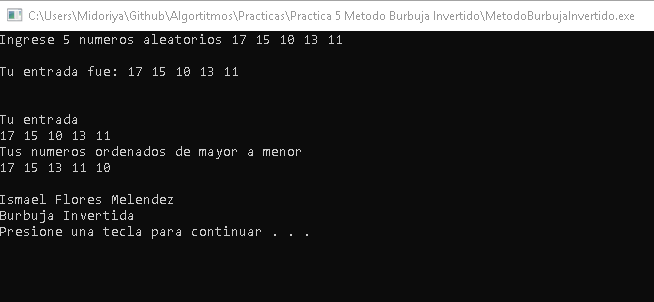 C:\Users\Midoriya\Github\Algortitmos\Practicas\Practica 5 Metodo Burbuja Invertido\MetodoBurbujaInvertido.exe
Ingrese 5 numeros aleatorios 17 15 10 13 11
Tu entrada fue: 17 15 10 13 11
Tu entrada
17 15 10 13 11
Tus numeros ordenados de mayor a menor
17 15 13 11 10
Ismael Flores Melendez
Burbuja Invertida
Presione una tecla para continuar . . .